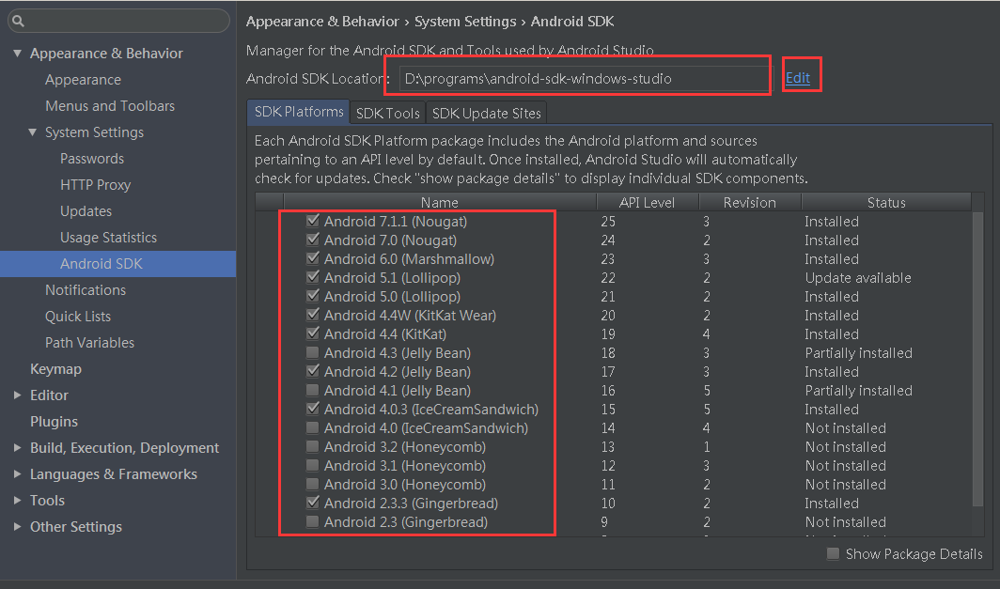 Appearance & Behavior › System Settings › Android SDK
Appearance & Behavior
Appearance
Menus and Toolbars
System Settings
Passwords
HTTP Proxy
Updates
Usage Statistics
Android SDK
Notifications
Quick Lists
Path Variables
Keymap
Editor
Plugins
Build, Execution, Deployment
Languages & Frameworks
Tools
Other Settings
Manager for the Android SDK and Tools used by Android Studio
Android SDK Location: D:\programs\android-sdk-windows-studio Edit
SDK Platforms SDK Tools SDK Update Sites
Each Android SDK Platform package includes the Android platform and sources
pertaining to an API level by default. Once installed, Android Studio will automatically
check for updates. Check "show package details" to display individual SDK components.
Name API Level Revision Status
Android 7.1.1 (Nougat) 25 3 Installed
Android 7.0 (Nougat) 24 2 Installed
Android 6.0 (Marshmallow) 23 3 Installed
Android 5.1 (Lollipop) 22 2 Update available
Android 5.0 (Lollipop) 21 2 Installed
Android 4.4W (KitKat Wear) 20 2 Installed
Android 4.4 (KitKat) 19 4 Installed
Android 4.3 (Jelly Bean) 18 3 Partially installed
Android 4.2 (Jelly Bean) 17 3 Installed
Android 4.1 (Jelly Bean) 16 5 Partially installed
Android 4.0.3 (IceCreamSandwich) 15 5 Installed
Android 4.0 (IceCreamSandwich) 14 4 Not installed
Android 3.2 (Honeycomb) 13 1 Not installed
Android 3.1 (Honeycomb) 12 3 Not installed
Android 3.0 (Honeycomb) 11 2 Not installed
Android 2.3.3 (Gingerbread) 10 2 Installed
Android 2.3 (Gingerbread) 9 2 Not installed
Show Package Details